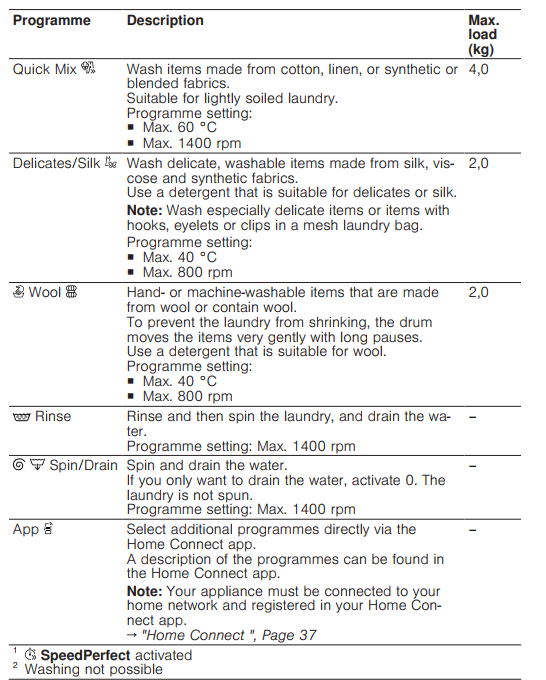 Programme Description Max. load (kg)
Quick Mix Wash items made from cotton, linen, or synthetic or 4,0
blended fabrics.
Suitable for lightly soiled laundry.
Programme setting:
▪ Max. 60 °C
▪ Max. 1400 rpm
Delicates/Silk Wash delicate, washable items made from silk, vis- 2,0
cose and synthetic fabrics.
Use a detergent that is suitable for delicates or silk.
Note: Wash especially delicate items or items with
hooks, eyelets or clips in a mesh laundry bag.
Programme setting:
▪ Max. 40 °C
▪ Max. 800 rpm
Wool Hand- or machine-washable items that are made 2,0
from wool or contain wool.
To prevent the laundry from shrinking, the drum
moves the items very gently with long pauses.
Use a detergent that is suitable for wool.
Programme setting:
▪ Max. 40 °C
▪ Max. 800 rpm
Rinse Rinse and then spin the laundry, and drain the wa- –
ter.
Programme setting: Max. 1400 rpm
Spin/Drain Spin and drain the water. –
If you only want to drain the water, activate 0. The
laundry is not spun.
Programme setting: Max. 1400 rpm
App Select additional programmes directly via the –
Home Connect app.
A description of the programmes can be found in
the Home Connect app.
Note: Your appliance must be connected to your
home network and registered in your Home Con-
nect app.
→ "Home Connect ", Page 37
1 SpeedPerfect activated
2 Washing not possible